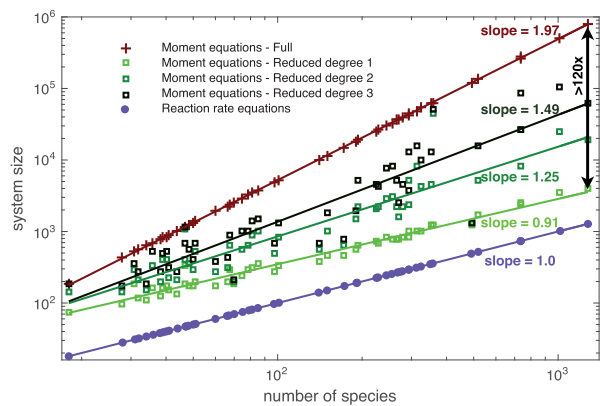 10^6
10^5
10^4
10^3
10^2
system size
Moment equations - Full
Moment equations - Reduced degree 1
Moment equations - Reduced degree 2
Moment equations - Reduced degree 3
Reaction rate equations
slope = 1.97
>120x
slope = 1.49
slope = 1.25
slope = 0.91
slope = 1.0
10^2
10^3
number of species